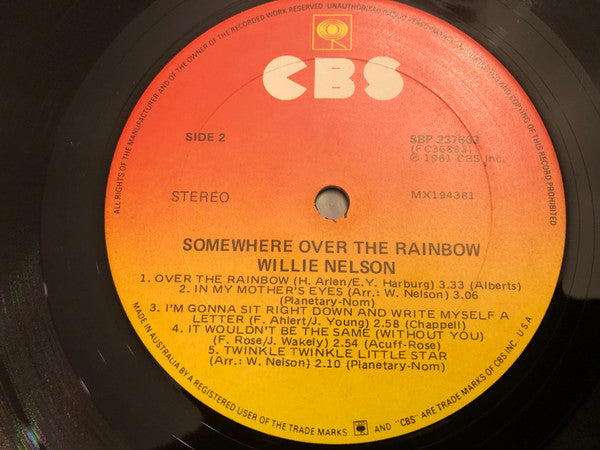 ALL RIGHTS OF THE MANUFACTURER AND OF THE OWNER OF THE RECORDED WORK RESERVED. UNAUTHORISED PUBLIC PERFORMANCE, AND COPYING OF THIS RECORD PROHIBITED
CBS
SIDE 2
SBP 237603
(FC36883)
℗ 1981 CBS Inc.
STEREO
MX194381
SOMEWHERE OVER THE RAINBOW
WILLIE NELSON
1. OVER THE RAINBOW (H. Arlen/E.Y. Harburg) 3.33 (Alberts)
2. IN MY MOTHER'S EYES (Arr.: W. Nelson) 3.06
(Planetary-Nom)
3. I'M GONNA SIT RIGHT DOWN AND WRITE MYSELF A
LETTER (F. Ahlert/J. Young) 2.58 (Chappell)
4. IT WOULDN'T BE THE SAME (WITHOUT YOU)
(F. Rose/J. Wakely) 2.54 (Acuff-Rose)
5. TWINKLE TWINKLE LITTLE STAR
(Arr.: W. Nelson) 2.10 (Planetary-Nom)
MADE IN AUSTRALIA BY A REGISTERED USER OF THE TRADE MARKS AND "CBS" ARE TRADE MARKS OF CBS INC. U.S.A.